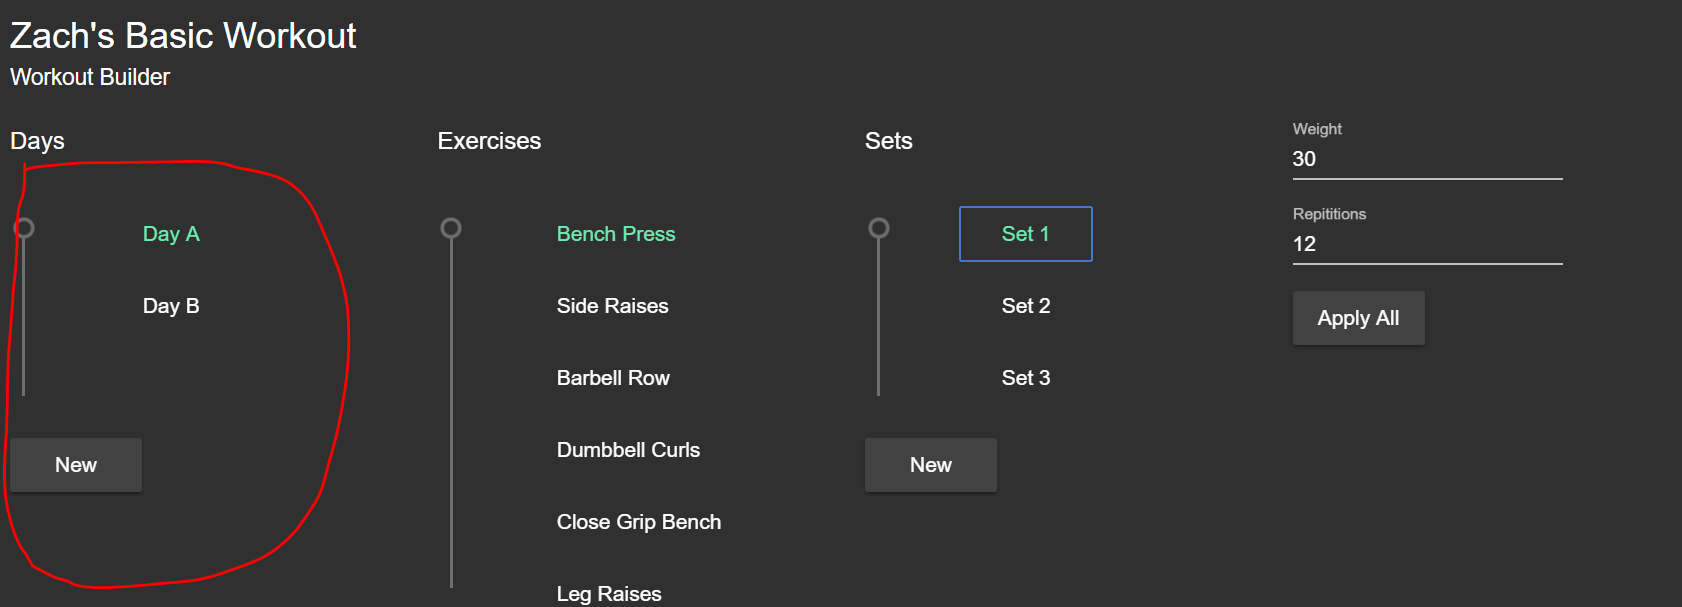 Zach's Basic Workout
Workout Builder
Days
Day A
Day B
New
Exercises
Bench Press
Side Raises
Barbell Row
Dumbbell Curls
Close Grip Bench
Leg Raises
Sets
Set 1
Set 2
Set 3
New
Weight
30
Repititions
12
Apply All